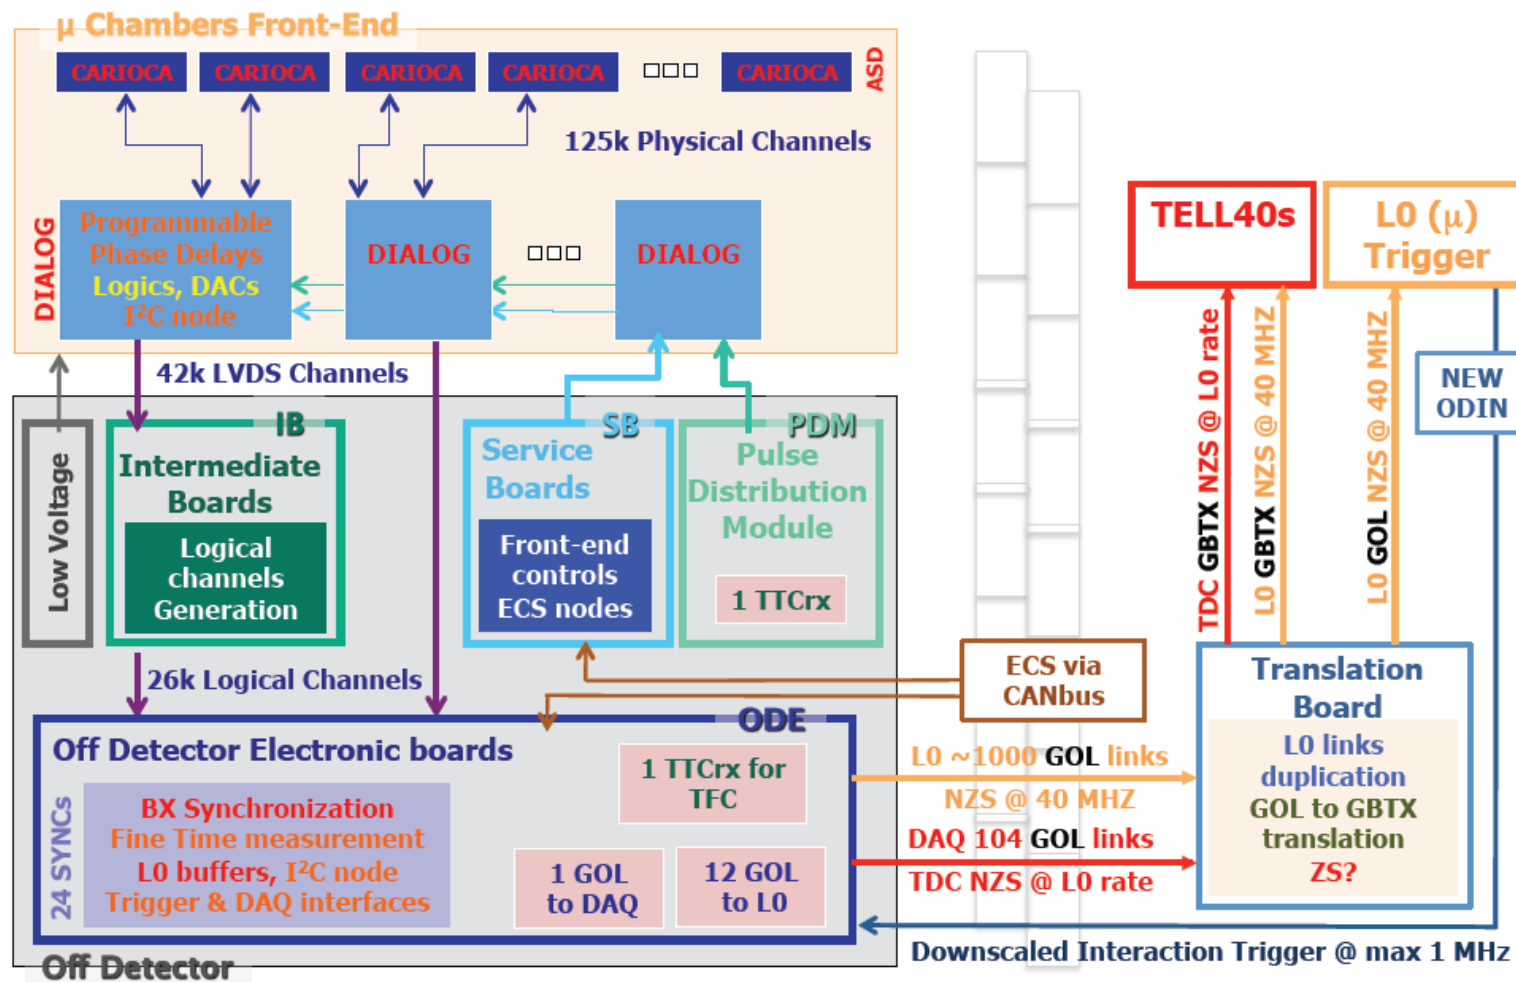 µ Chambers Front-End
CARIOCA
CARIOCA
CARIOCA
CARIOCA
CARIOCA
ASD
125k Physical Channels
DIALOG
Programmable
Phase Delays
Logics, DACs
I²C node
DIALOG
DIALOG
42k LVDS Channels
Low Voltage
IB
Intermediate
Boards
Logical
channels
Generation
SB
Service
Boards
Front-end
controls
ECS nodes
PDM
Pulse
Distribution
Module
1 TTCrx
26k Logical Channels
ECS via
CANbus
ODE
Off Detector Electronic boards
24 SYNCs
BX Synchronization
Fine Time measurement
L0 buffers, I²C node
Trigger & DAQ interfaces
1 TTCrx for
TFC
1 GOL
to DAQ
12 GOL
to L0
Off Detector
TELL40s
L0 (µ)
Trigger
TDC GBTX NZS @ L0 rate
L0 GBTX NZS @ 40 MHZ
L0 GOL NZS @ 40 MHZ
NEW
ODIN
Translation
Board
L0 links
duplication
GOL to GBTX
translation
ZS?
L0 ~1000 GOL links
NZS @ 40 MHZ
DAQ 104 GOL links
TDC NZS @ L0 rate
Downscaled Interaction Trigger @ max 1 MHz